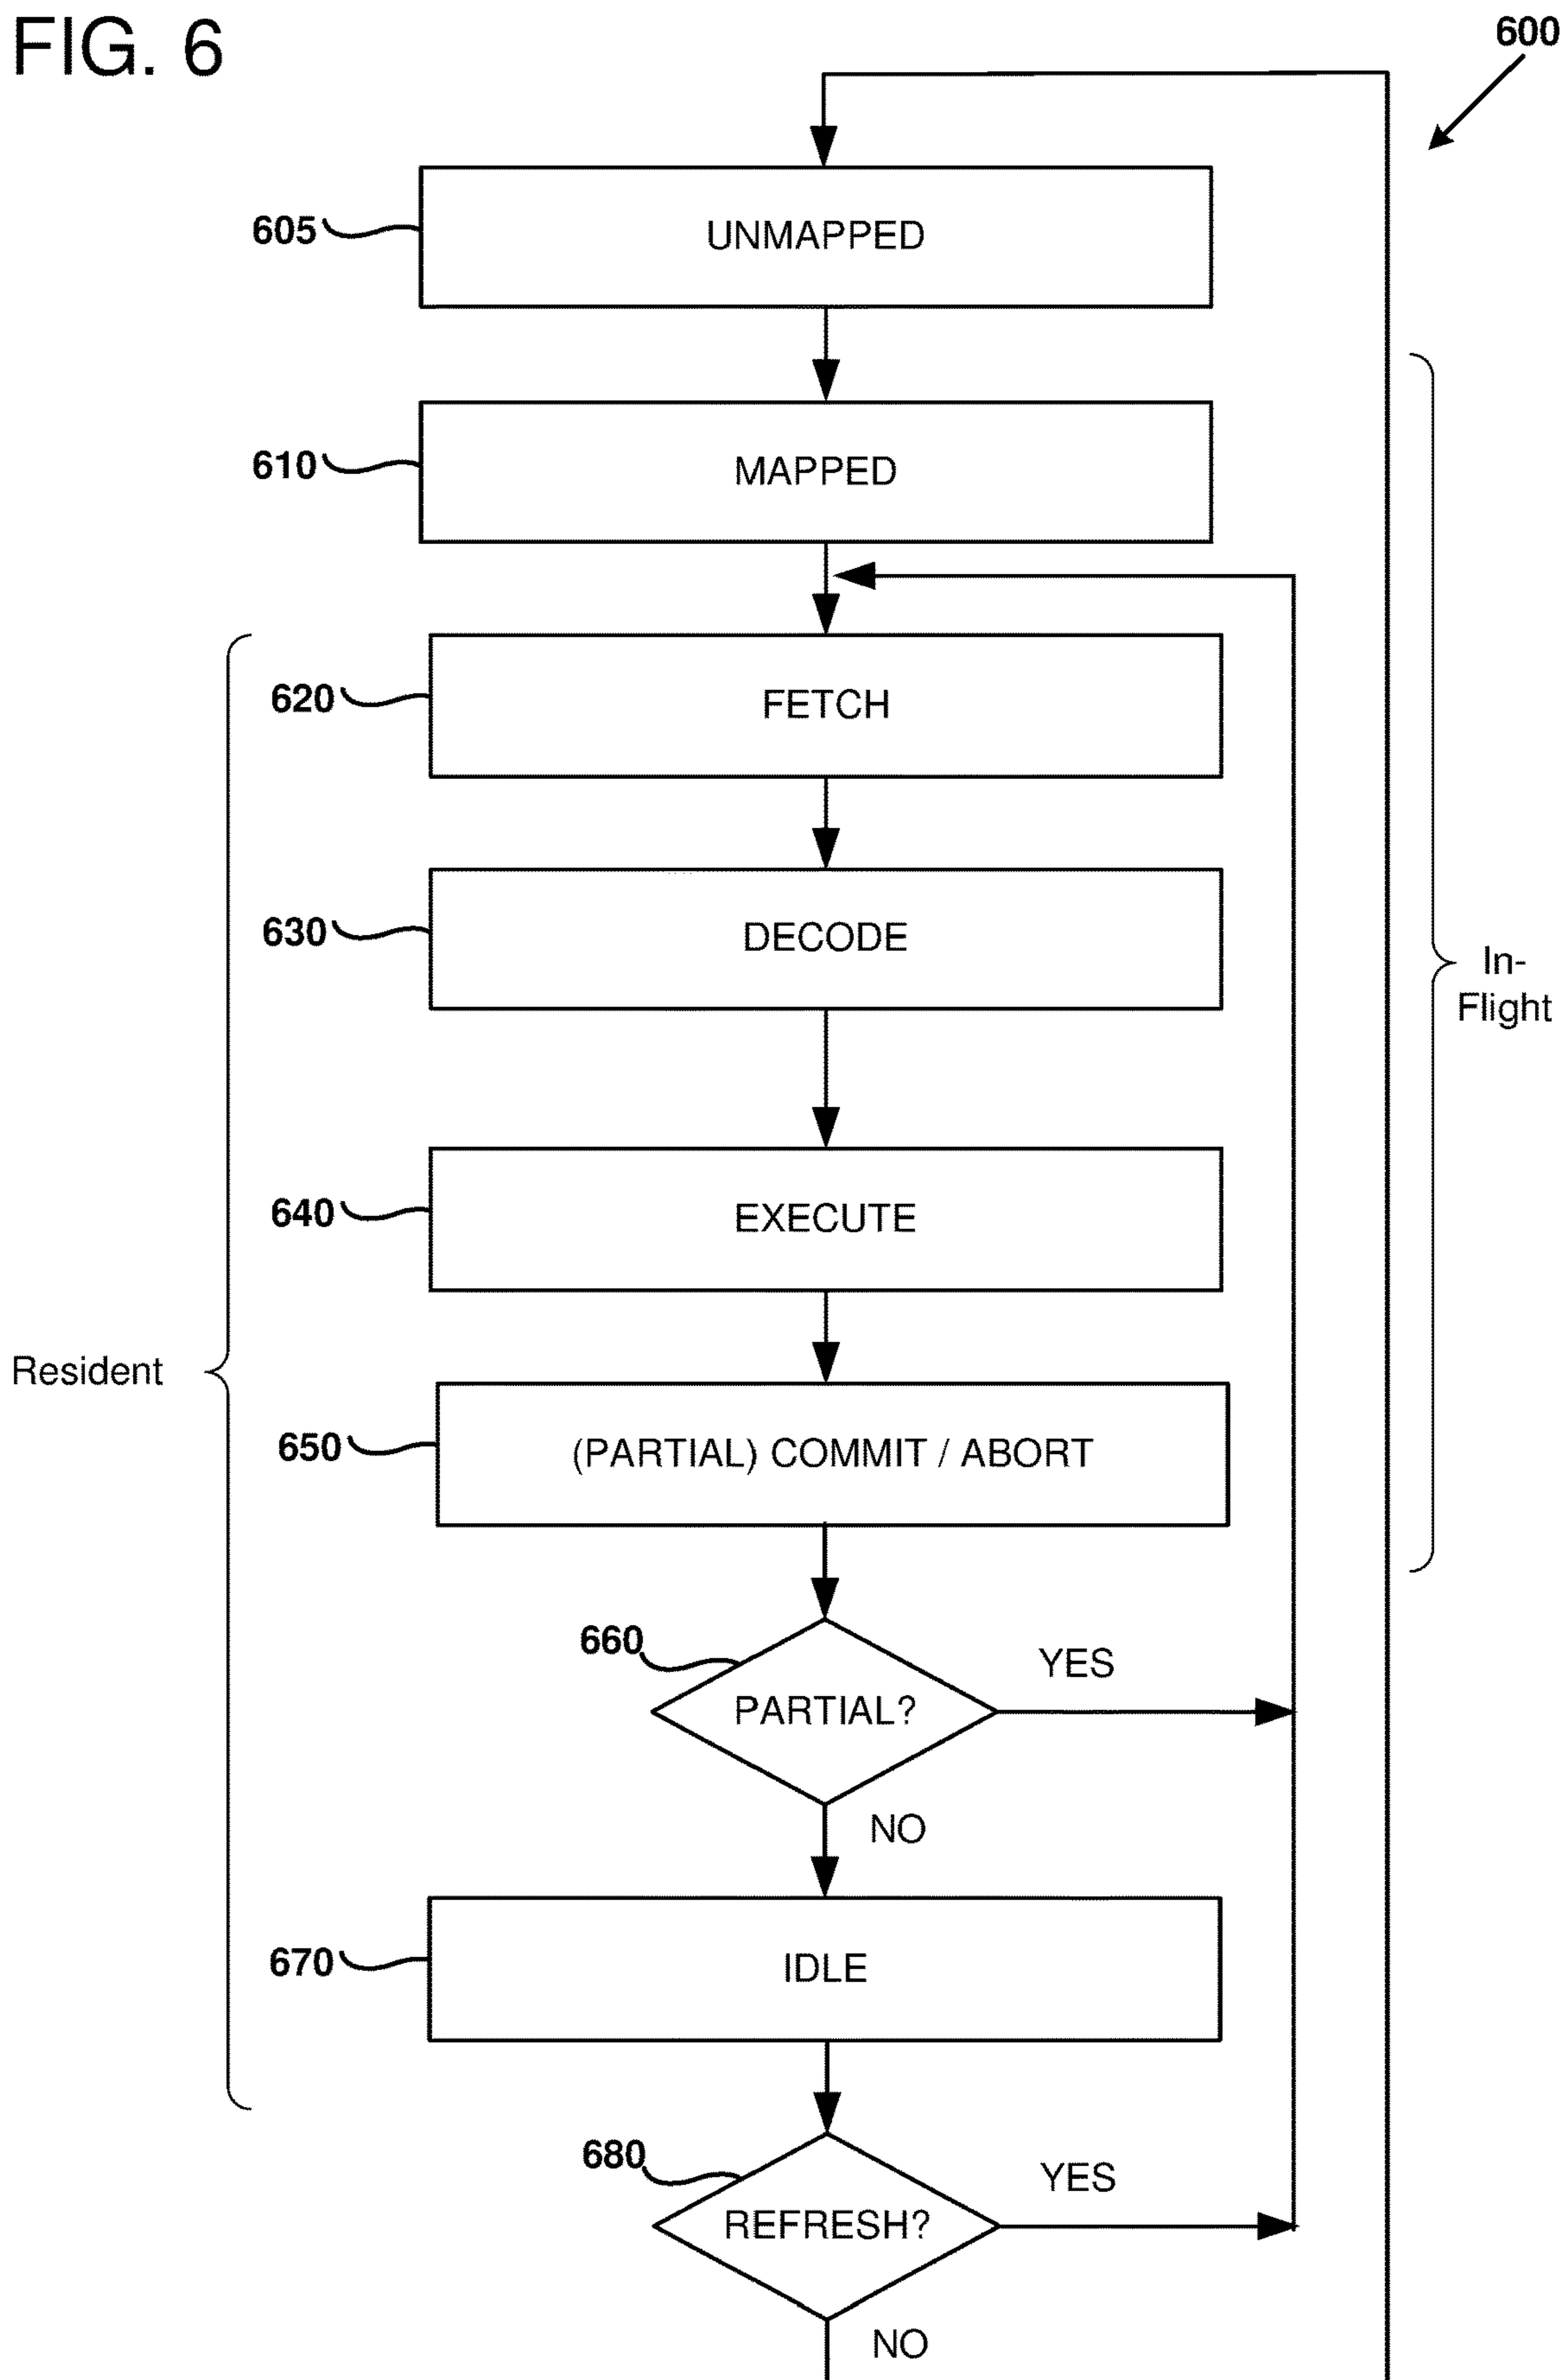 FIG. 6
600
605
UNMAPPED
610
MAPPED
620
FETCH
630
DECODE
In-
Flight
640
EXECUTE
Resident
650
(PARTIAL) COMMIT / ABORT
660
PARTIAL?
YES
NO
670
IDLE
680
REFRESH?
YES
NO